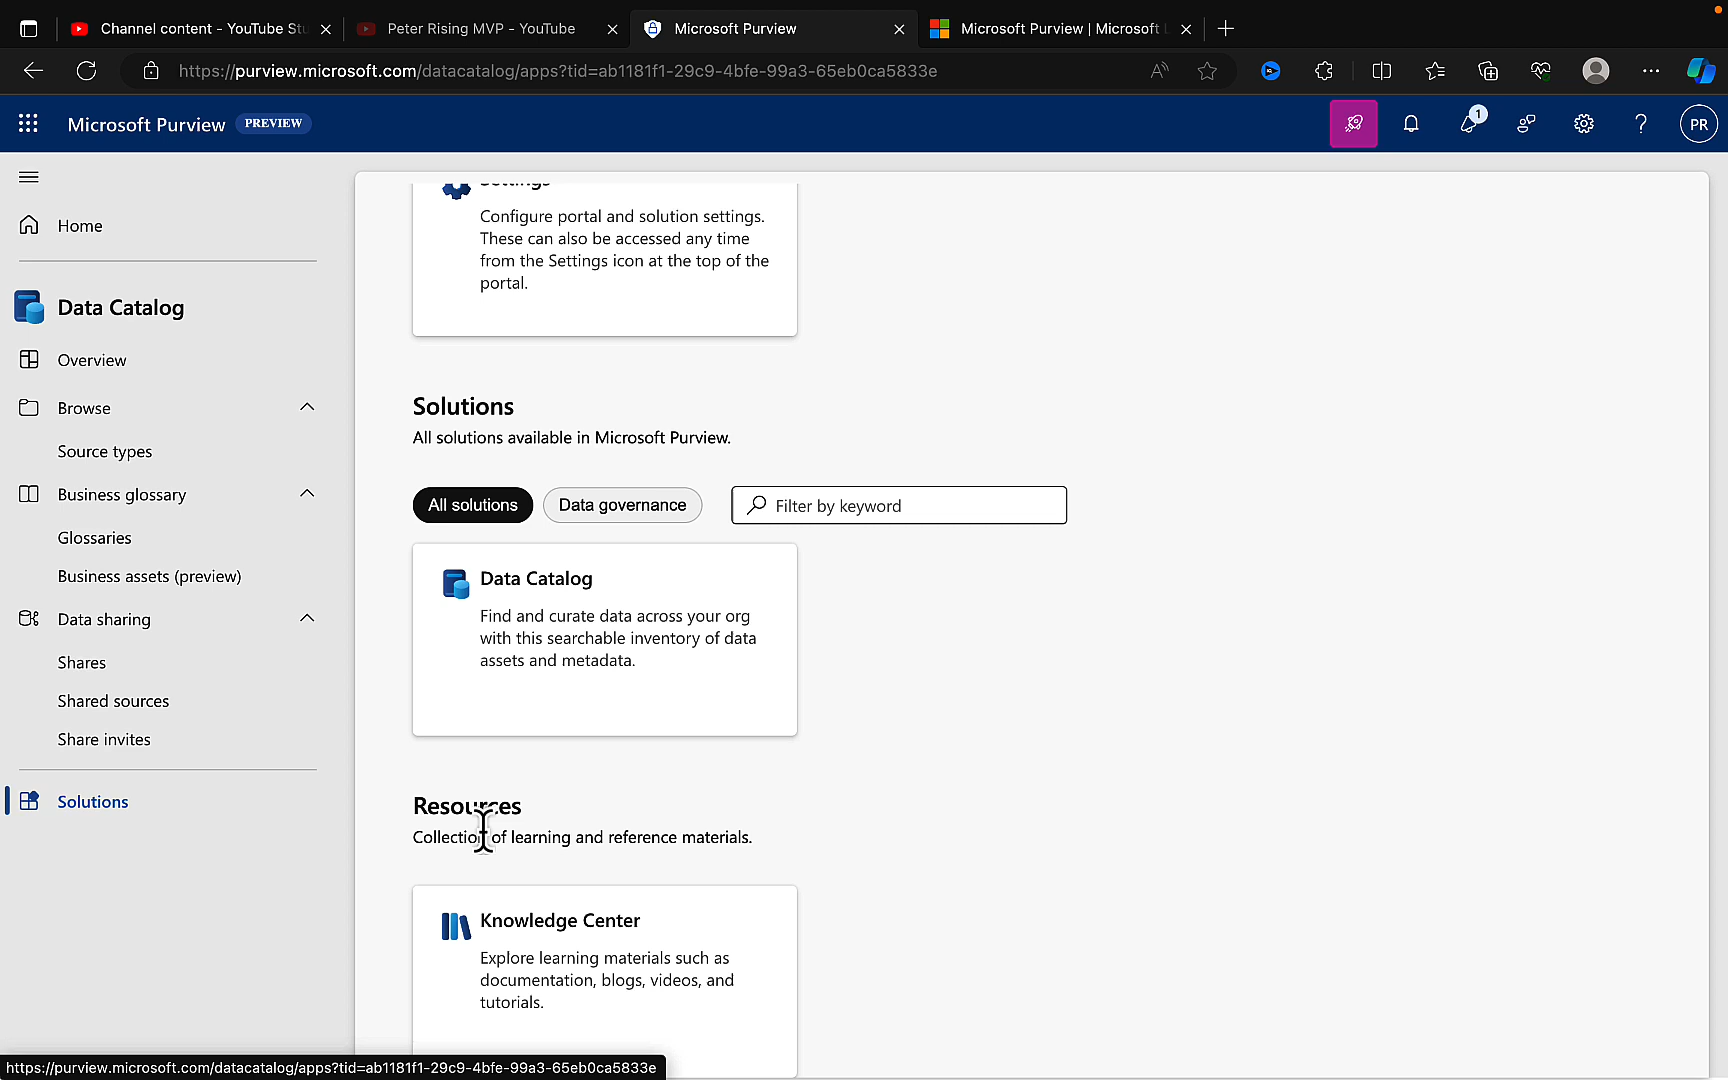 Channel content - YouTube Stu
Peter Rising MVP - YouTube
Microsoft Purview
Microsoft Purview | Microsoft L
https://purview.microsoft.com/datacatalog/apps?tid=ab1181f1-29c9-4bfe-99a3-65eb0ca5833e
Microsoft Purview PREVIEW
1
PR
Home
Data Catalog
Overview
Browse
Source types
Business glossary
Glossaries
Business assets (preview)
Data sharing
Shares
Shared sources
Share invites
Solutions
Settings
Configure portal and solution settings.
These can also be accessed any time
from the Settings icon at the top of the
portal.
Solutions
All solutions available in Microsoft Purview.
All solutions
Data governance
Filter by keyword
Data Catalog
Find and curate data across your org
with this searchable inventory of data
assets and metadata.
Resources
Collection of learning and reference materials.
Knowledge Center
Explore learning materials such as
documentation, blogs, videos, and
tutorials.
https://purview.microsoft.com/datacatalog/apps?tid=ab1181f1-29c9-4bfe-99a3-65eb0ca5833e